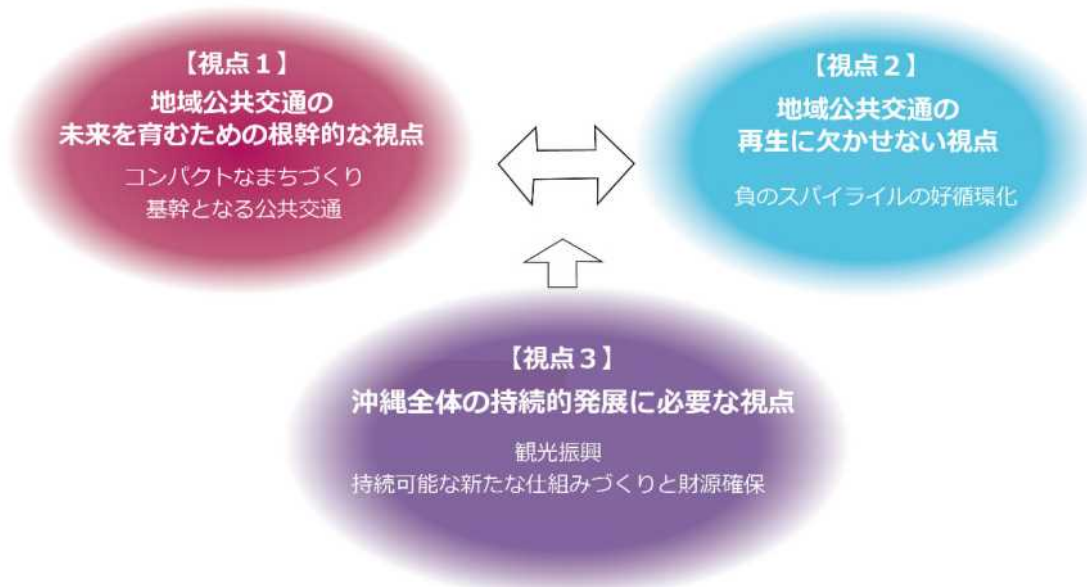 【視点１】
地域公共交通の
未来を育むための根幹的な視点
コンパクトなまちづくり
基幹となる公共交通
【視点２】
地域公共交通の
再生に欠かせない視点
負のスパイライルの好循環化
【視点３】
沖縄全体の持続的発展に必要な視点
観光振興
持続可能な新たな仕組みづくりと財源確保